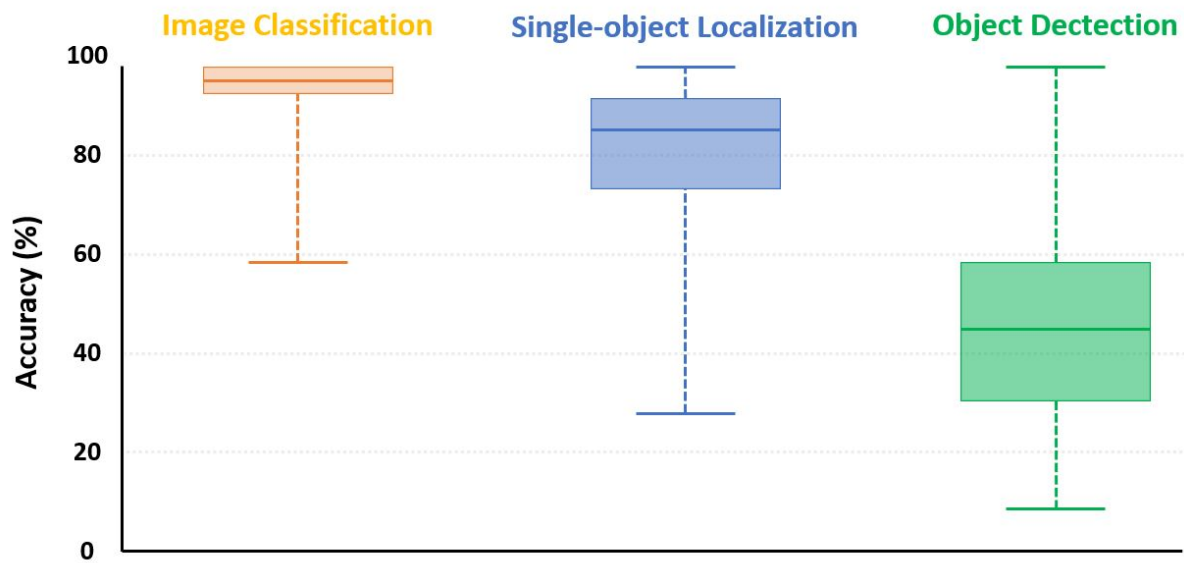 Image Classification
Single-object Localization
Object Dectection
100
80
60
40
20
0
Accuracy (%)